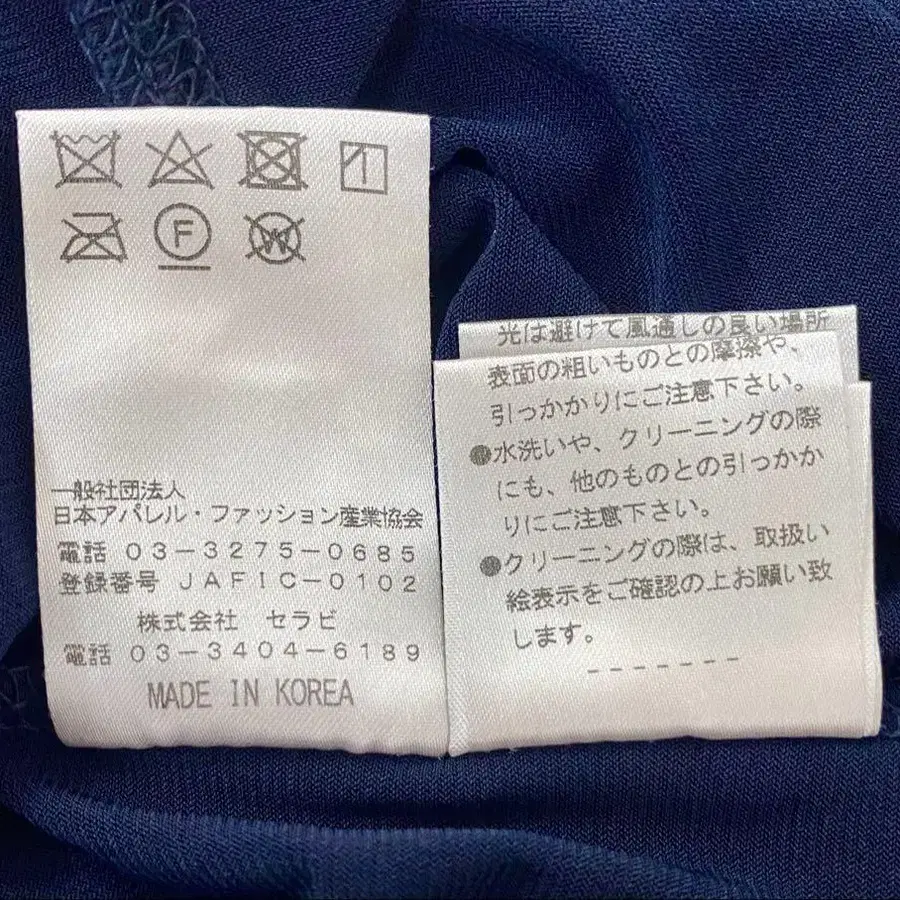 F
W
一般社団法人
日本アパレル・ファッション産業協会
電話 03-3275-0685
登録番号 JAFIC-0102
株式会社 セラビ
電話 03-3404-6189
MADE IN KOREA
光は避けて風通しの良い場所
表面の粗いものとの摩擦や、
引っかかりにご注意下さい。
●水洗いや、クリーニングの際
にも、他のものとの引っかか
りにご注意下さい。
●クリーニングの際は、取扱い
絵表示をご確認の上お願い致
します。
-------